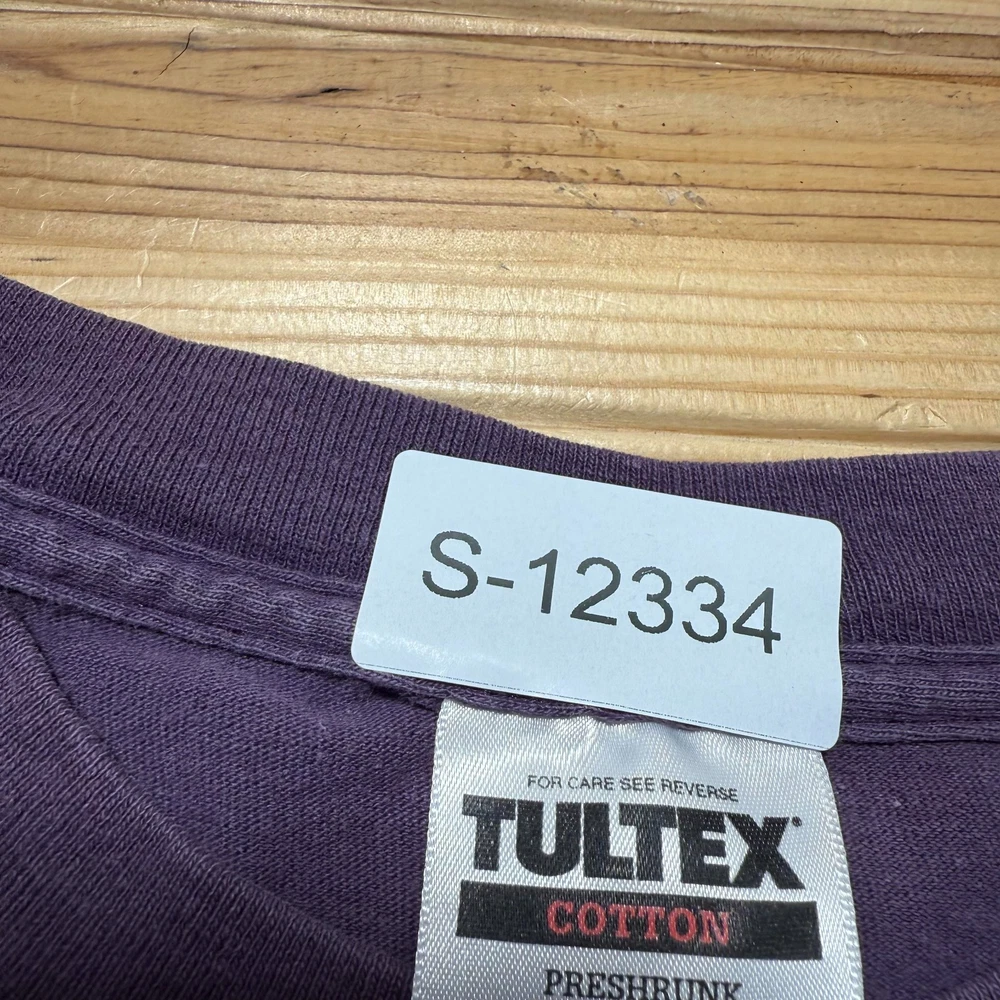 S-12334
FOR CARE SEE REVERSE
TULTEX
COTTON
PRESHRUNK